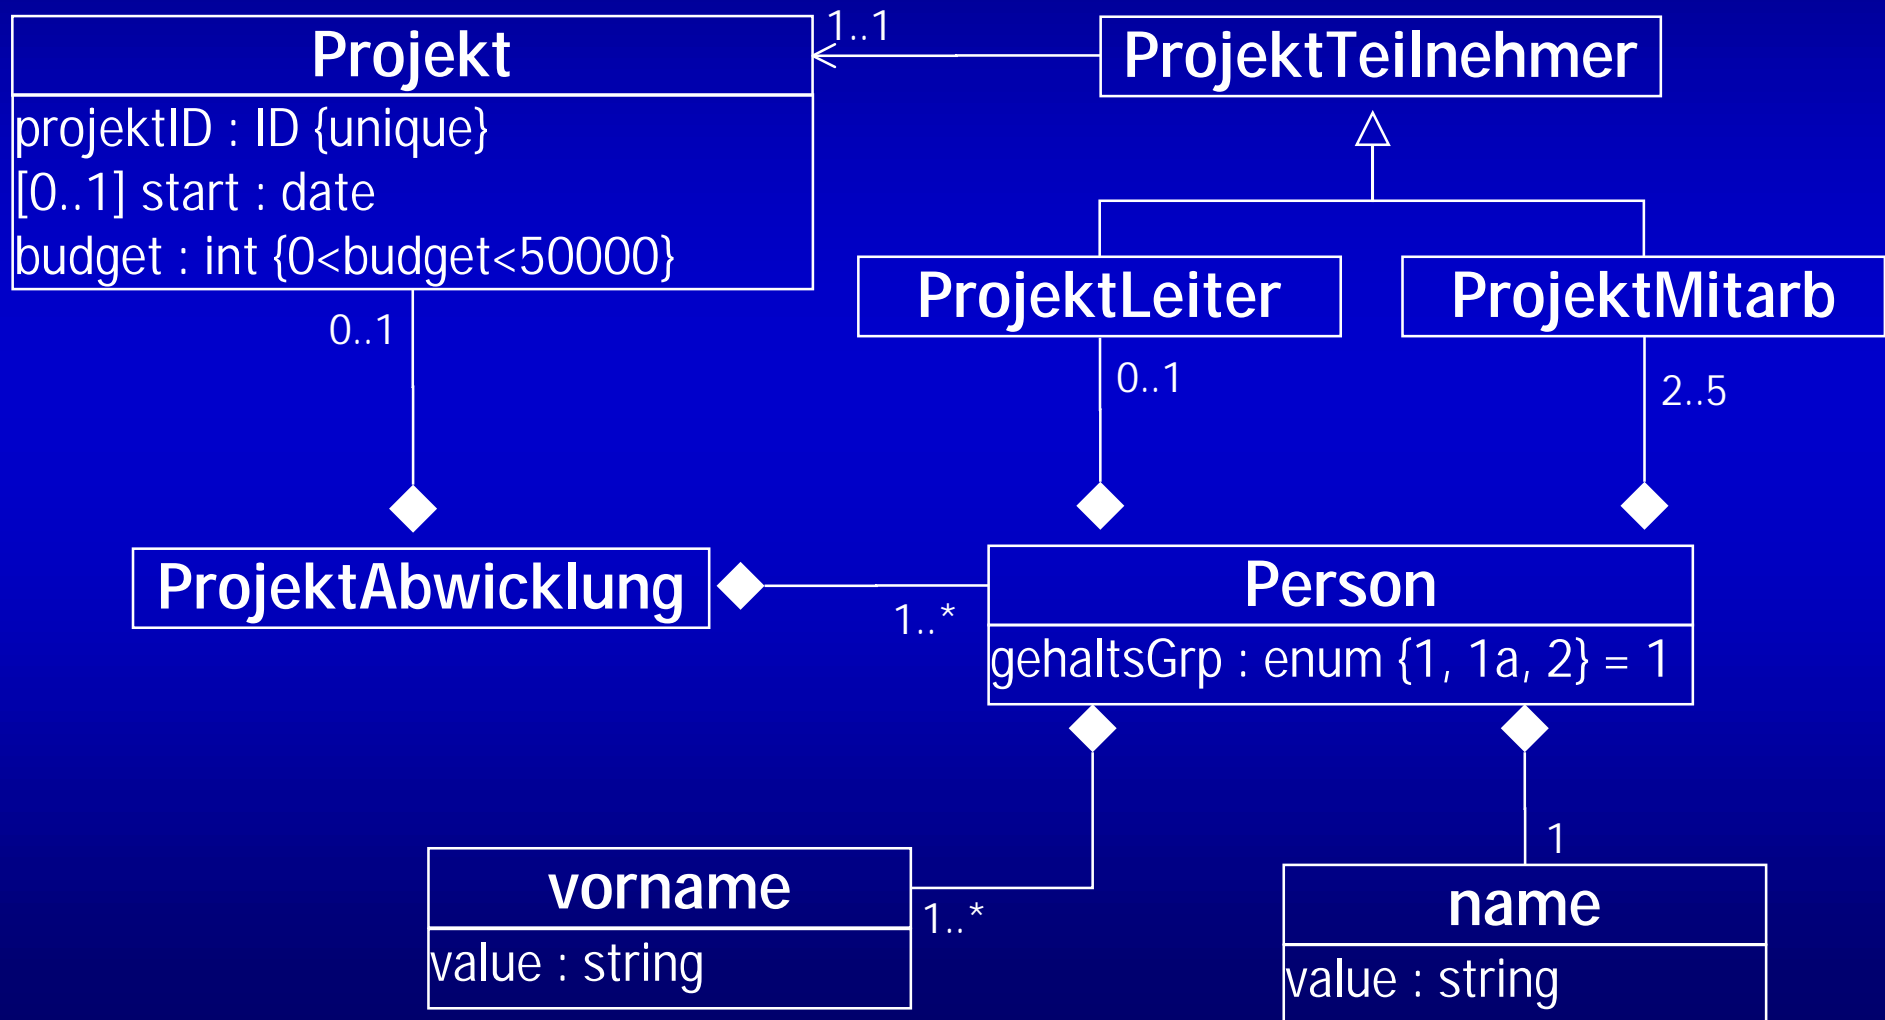 Projekt
projektID : ID {unique}
[0..1] start : date
budget : int {0<budget<50000}
1..1
ProjektTeilnehmer
ProjektLeiter
ProjektMitarb
0..1
0..1
2..5
ProjektAbwicklung
1..*
Person
gehaltsGrp : enum {1, 1a, 2} = 1
vorname
value : string
1..*
1
name
value : string